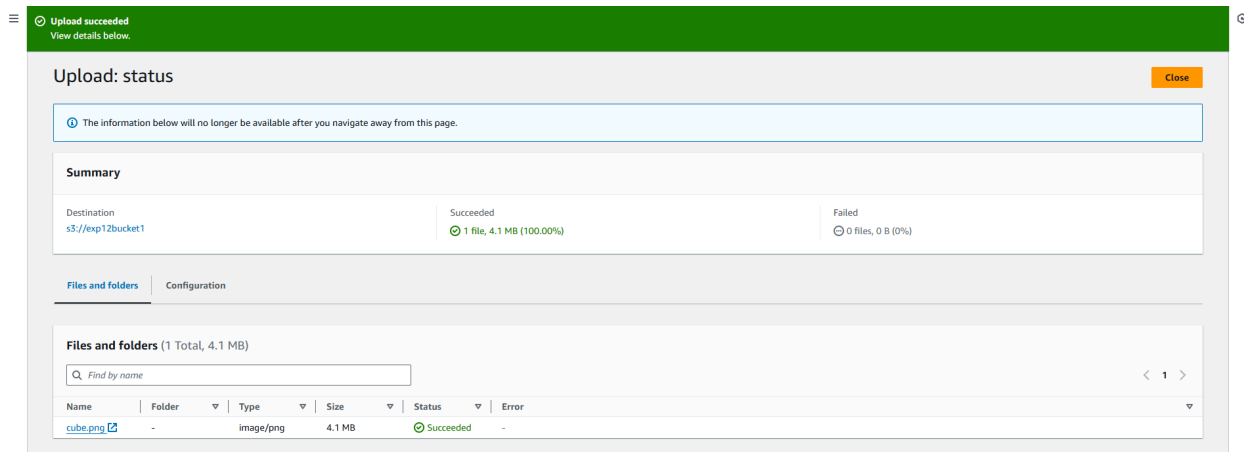 Upload succeeded
View details below.
Upload: status
Close
The information below will no longer be available after you navigate away from this page.
Summary
Destination
s3://exp12bucket1
Succeeded
1 file, 4.1 MB (100.00%)
Failed
0 files, 0 B (0%)
Files and folders
Configuration
Files and folders (1 Total, 4.1 MB)
Find by name
1
Name Folder Type Size Status Error
cube.png - image/png 4.1 MB Succeeded -